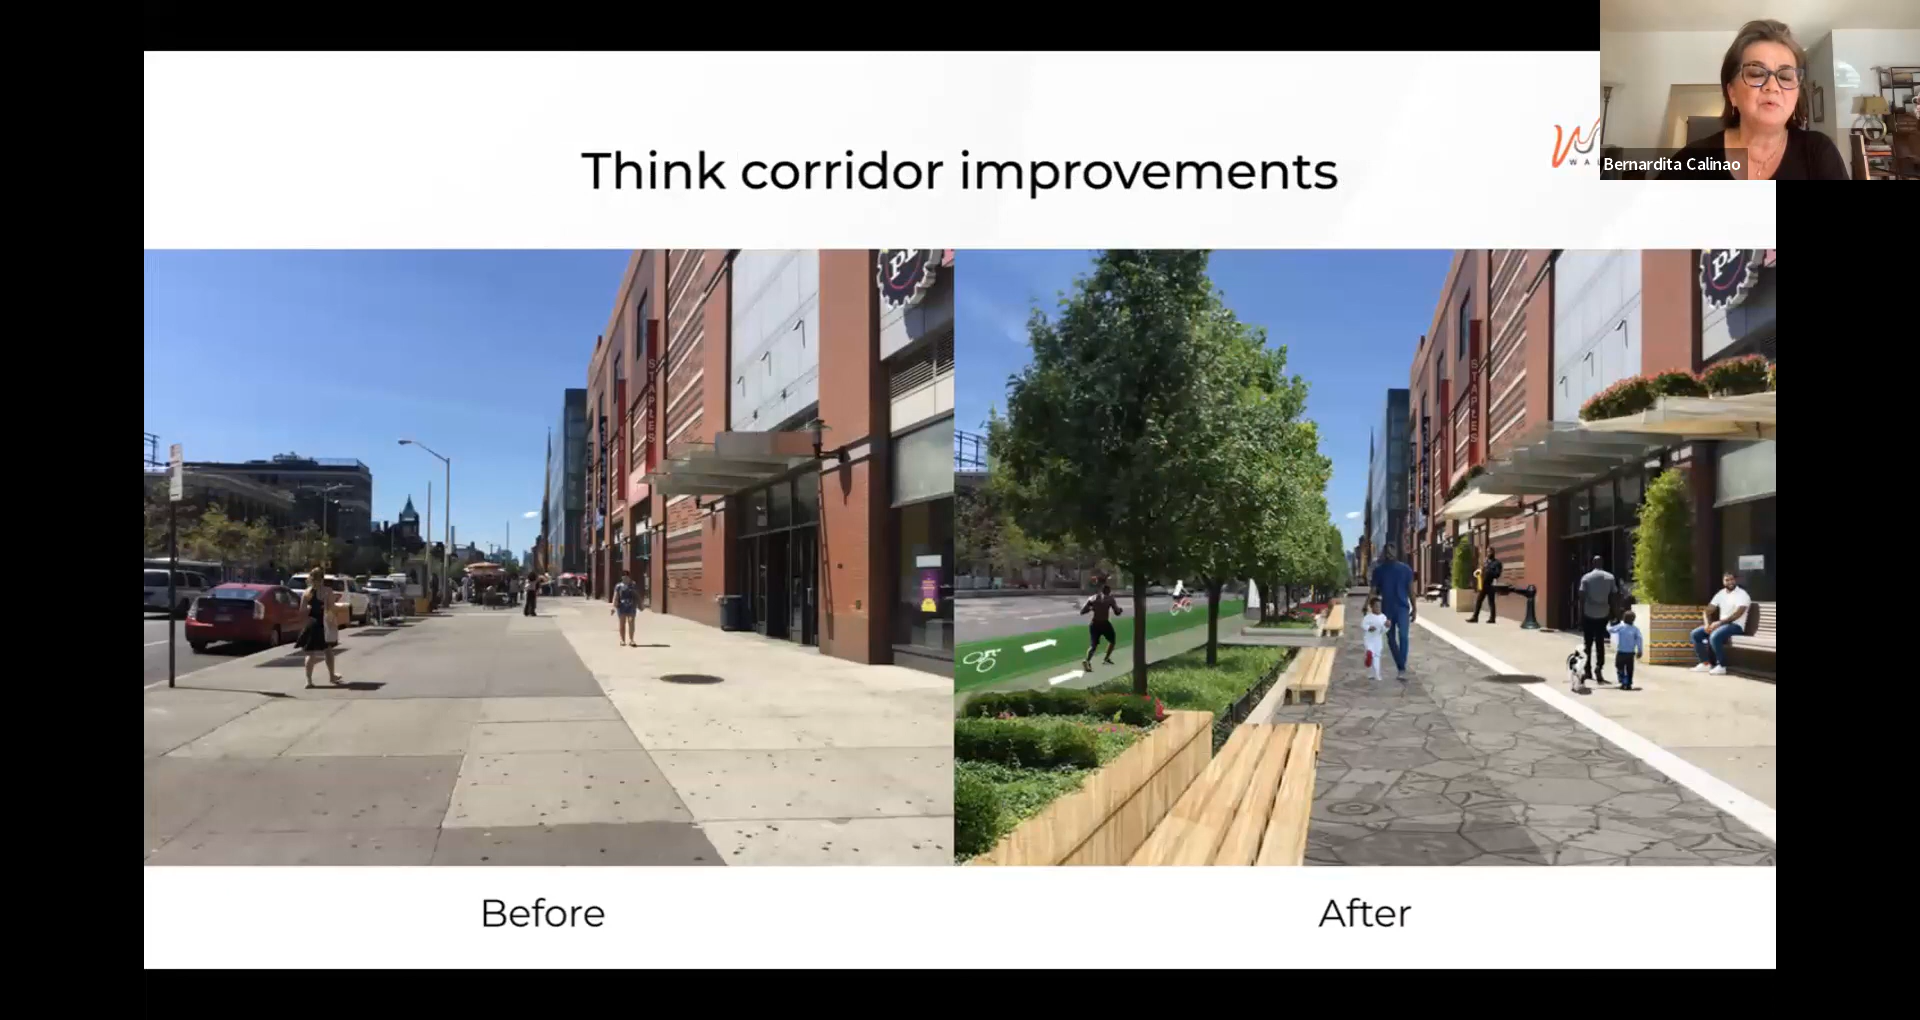 Think corridor improvements
Bernardita Calinao
STAPLES
STAPLES
Before
After